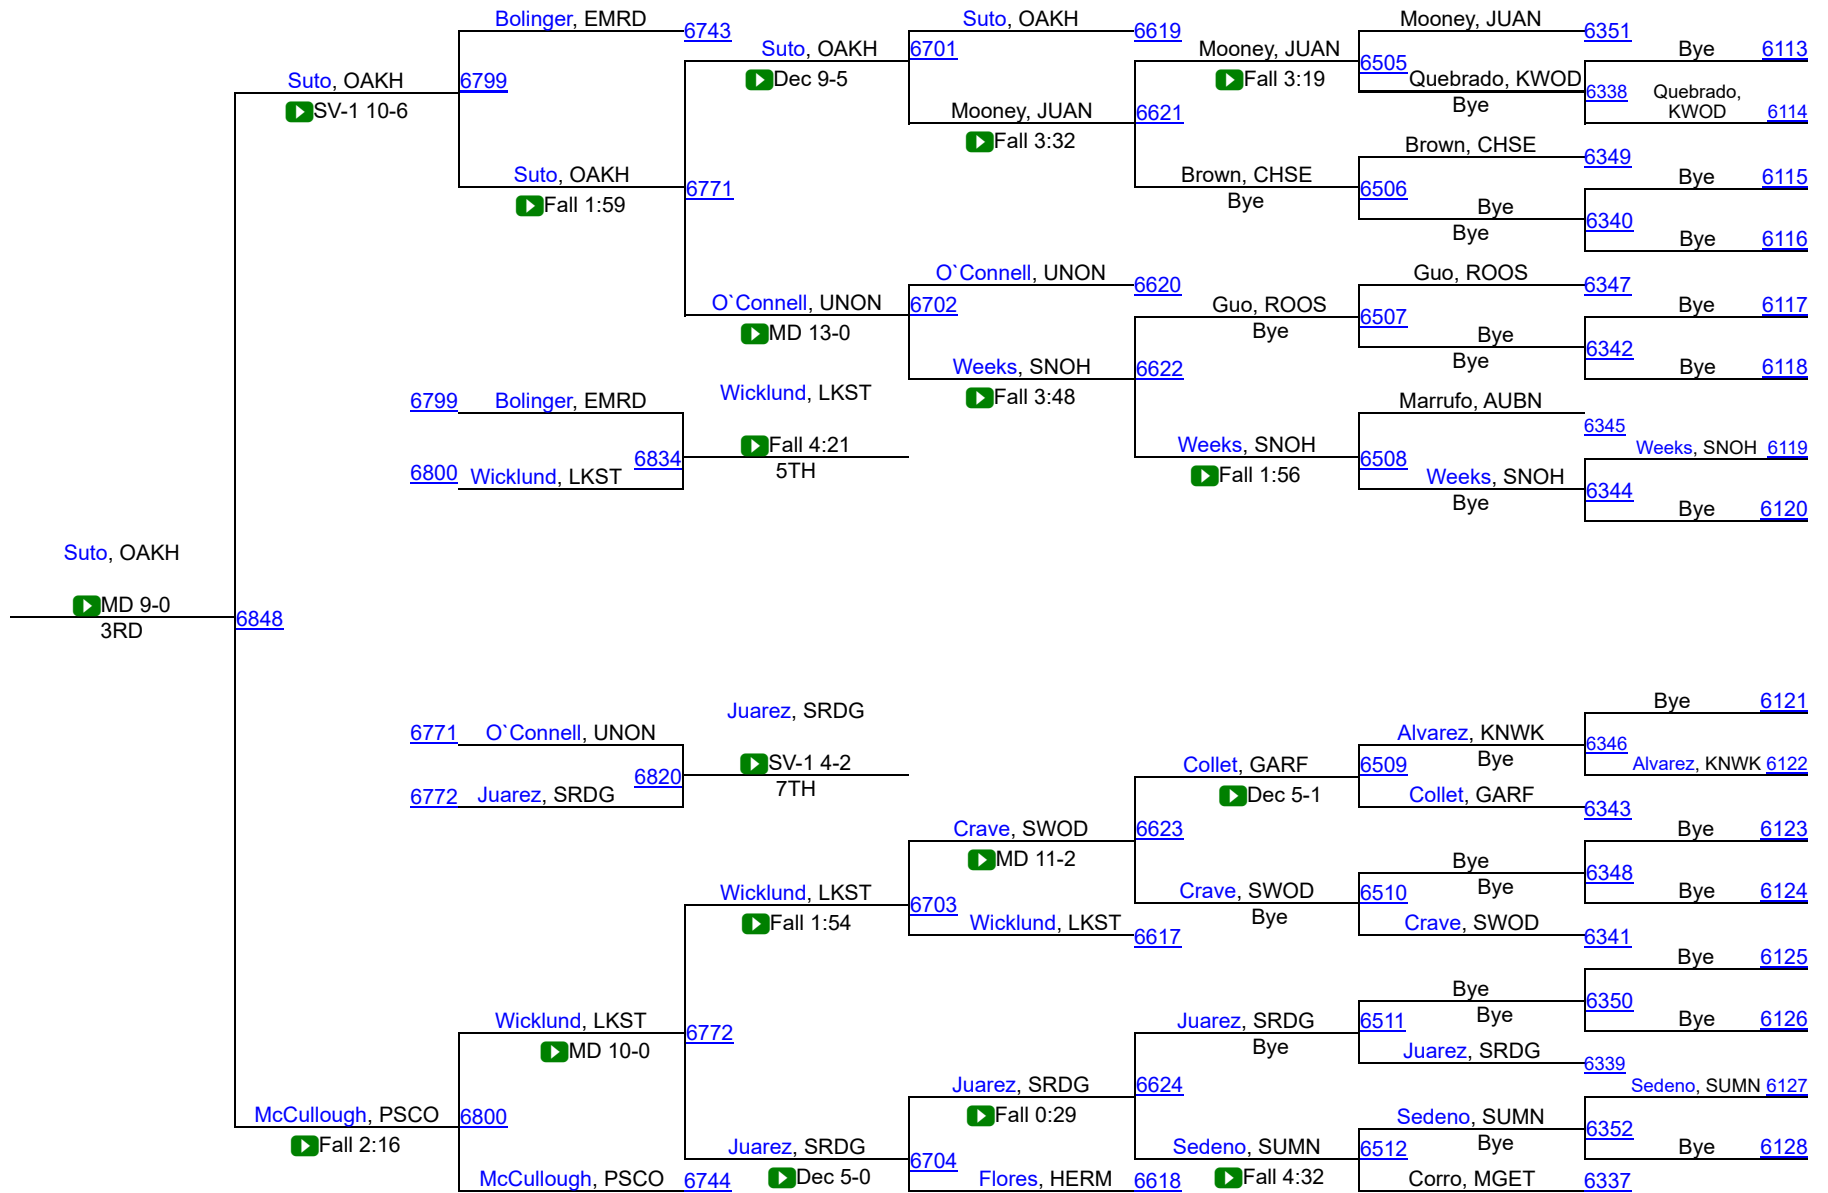 Bolinger, EMRD
6743
Suto, OAKH
6619
Mooney, JUAN
6351
Suto, OAKH
6701
Mooney, JUAN
Bye
6113
Suto, OAKH
6799
Dec 9-5
Fall 3:19
6505
Quebrado, KWOD
6338
Quebrado,
KWOD
6114
SV-1 10-6
Mooney, JUAN
6621
Bye
Fall 3:32
Brown, CHSE
6349
Suto, OAKH
6771
Brown, CHSE
6506
Bye
6115
Fall 1:59
Bye
Bye
6340
Bye
Bye
6116
O`Connell, UNON
6620
Guo, ROOS
6347
O`Connell, UNON
6702
Guo, ROOS
6507
Bye
6117
MD 13-0
Bye
Bye
6342
Bye
Weeks, SNOH
6622
Bye
6118
Wicklund, LKST
Fall 3:48
6799
Bolinger, EMRD
Marrufo, AUBN
6345
Fall 4:21
Weeks, SNOH
6508
Weeks, SNOH
6119
6834
5TH
Fall 1:56
6800
Wicklund, LKST
Weeks, SNOH
6344
Bye
Bye
6120
Suto, OAKH
MD 9-0
6848
3RD
Bye
6121
Juarez, SRDG
6771
O`Connell, UNON
Alvarez, KNWK
6346
Bye
SV-1 4-2
Collet, GARF
6509
Alvarez, KNWK
6122
6820
7TH
Dec 5-1
6772
Juarez, SRDG
Collet, GARF
6343
Crave, SWOD
6623
Bye
6123
MD 11-2
Bye
6348
Wicklund, LKST
6703
Crave, SWOD
6510
Bye
Bye
6124
Fall 1:54
Wicklund, LKST
6617
Bye
Crave, SWOD
6341
Bye
6125
Bye
6350
Wicklund, LKST
6772
Juarez, SRDG
6511
Bye
Bye
6126
MD 10-0
Bye
Juarez, SRDG
6339
Juarez, SRDG
6624
Sedeno, SUMN
6127
McCullough, PSCO
6800
Fall 0:29
Sedeno, SUMN
6352
Fall 2:16
Juarez, SRDG
6704
Sedeno, SUMN
6512
Bye
Bye
6128
McCullough, PSCO
6744
Dec 5-0
Flores, HERM
6618
Fall 4:32
Corro, MGET
6337